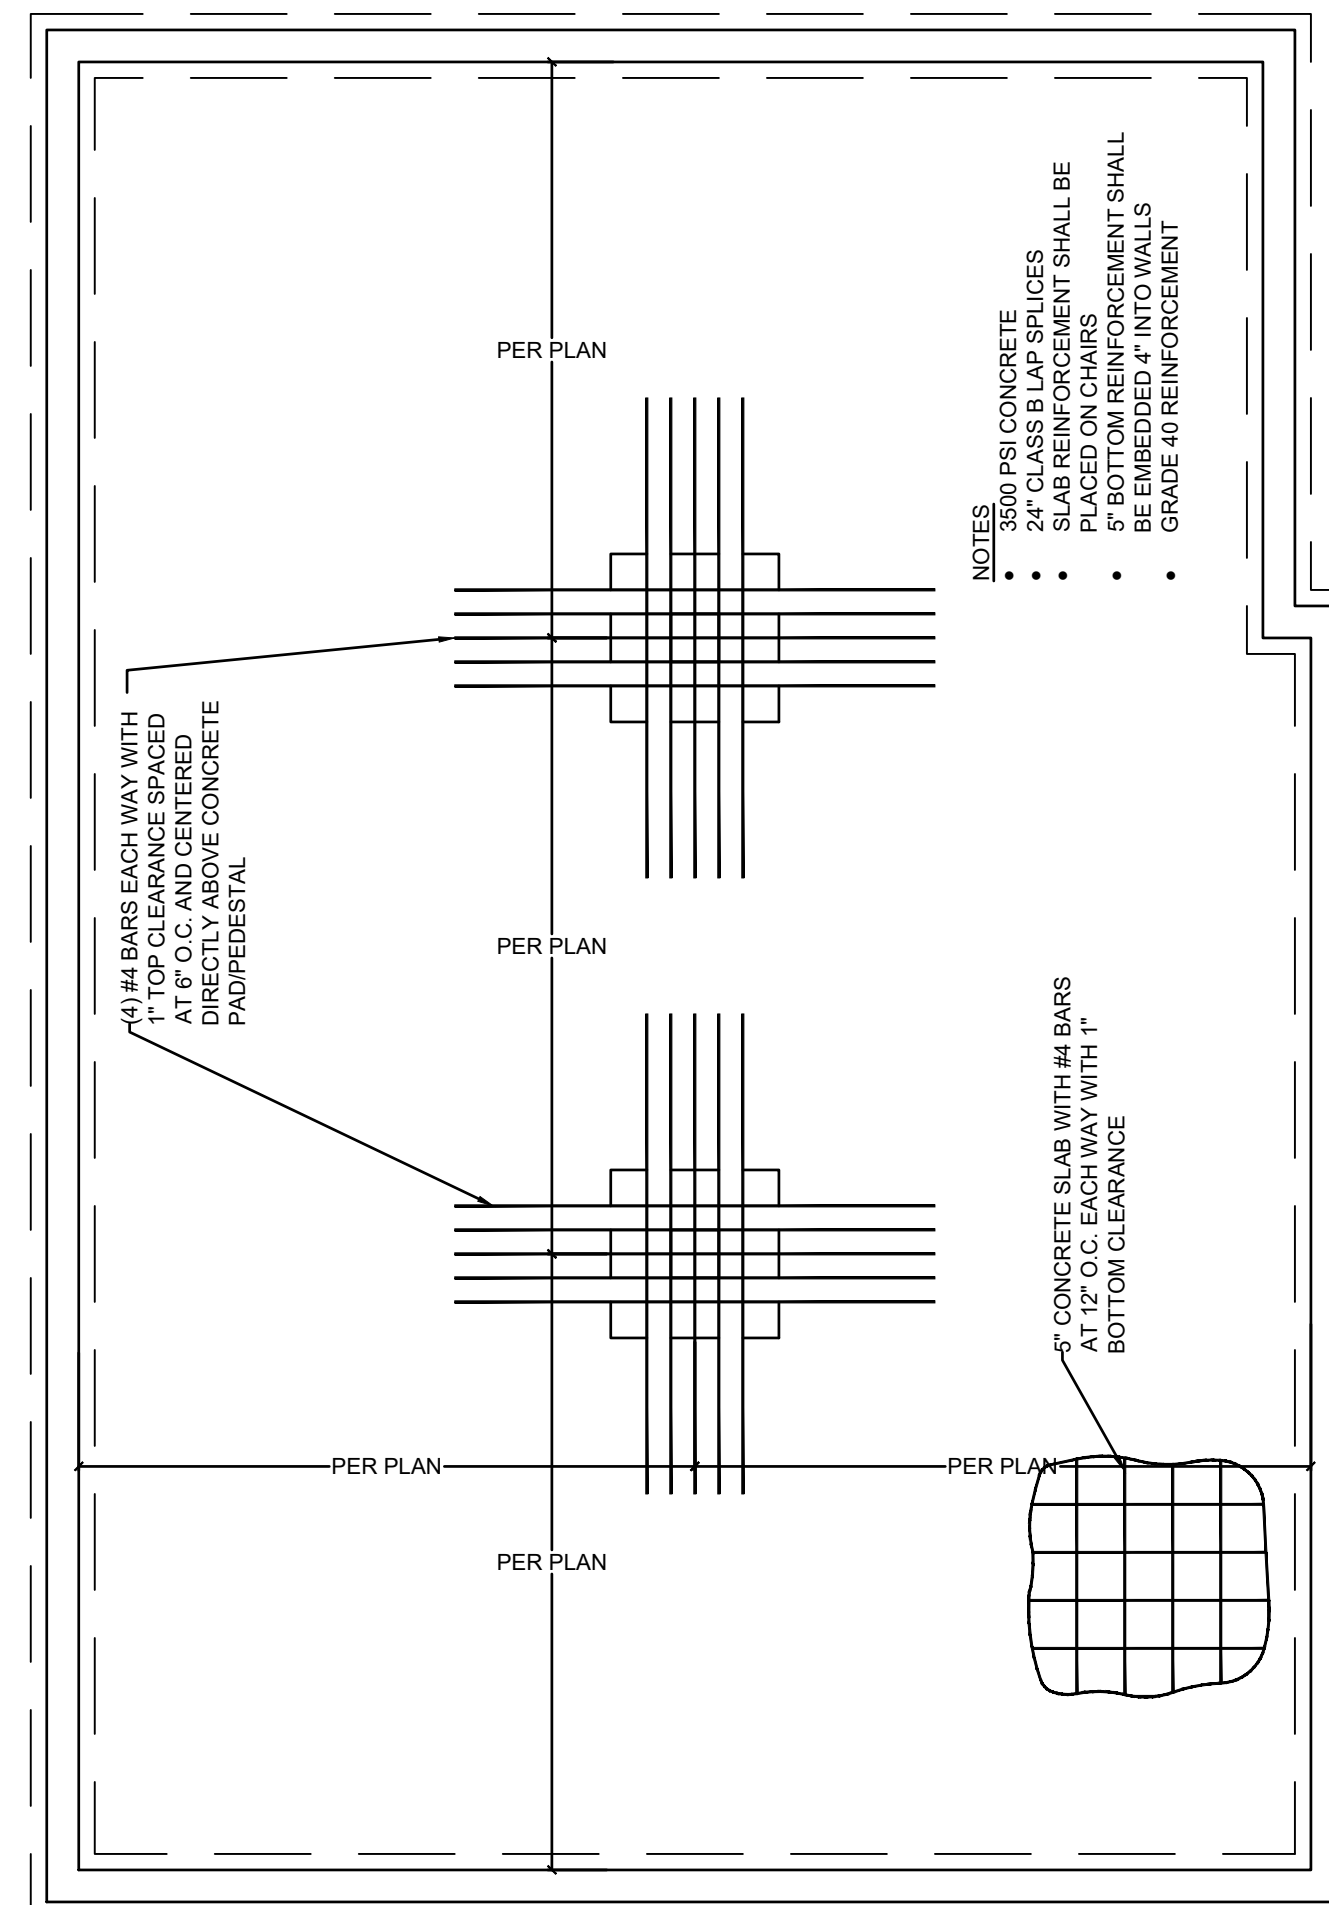 (4) #4 BARS EACH WAY WITH
1" TOP CLEARANCE SPACED
AT 6" O.C. AND CENTERED
DIRECTLY ABOVE CONCRETE
PAD/PEDESTAL
PER PLAN
PER PLAN
PER PLAN
PER PLAN
PER PLAN
NOTES
• 3500 PSI CONCRETE
• 24" CLASS B LAP SPLICES
• SLAB REINFORCEMENT SHALL BE
PLACED ON CHAIRS
• 5" BOTTOM REINFORCEMENT SHALL
BE EMBEDDED 4" INTO WALLS
• GRADE 40 REINFORCEMENT
5" CONCRETE SLAB WITH #4 BARS
AT 12" O.C. EACH WAY WITH 1"
BOTTOM CLEARANCE